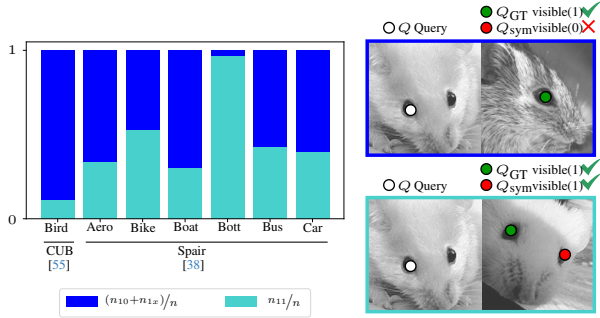 1
0
Bird Aero Bike Boat Bott Bus Car
CUB Spair
[55] [38]
(n₁₀+n₁ₓ)/n n₁₁/n
Q_GT visible(1)✓
Q Query Q_sym visible(0)✗
Q_GT visible(1)✓
Q Query Q_sym visible(1)✓